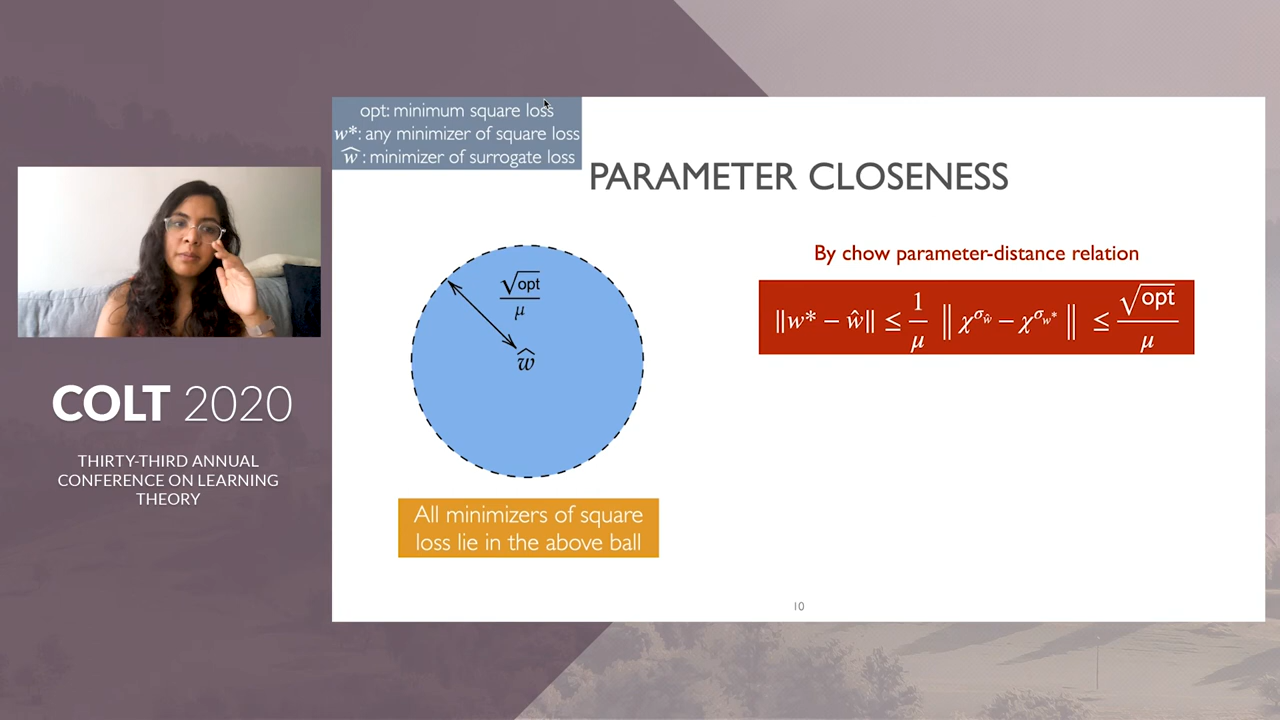 opt: minimum square loss
w*: any minimizer of square loss
ŵ : minimizer of surrogate loss
PARAMETER CLOSENESS
By chow parameter-distance relation
‖w* − ŵ‖ ≤ 1/μ ‖ χ^{σ_ŵ} − χ^{σ_{w*}} ‖ ≤ √opt/μ
√opt/μ
ŵ
All minimizers of square
loss lie in the above ball
10
COLT 2020
THIRTY-THIRD ANNUAL
CONFERENCE ON LEARNING
THEORY